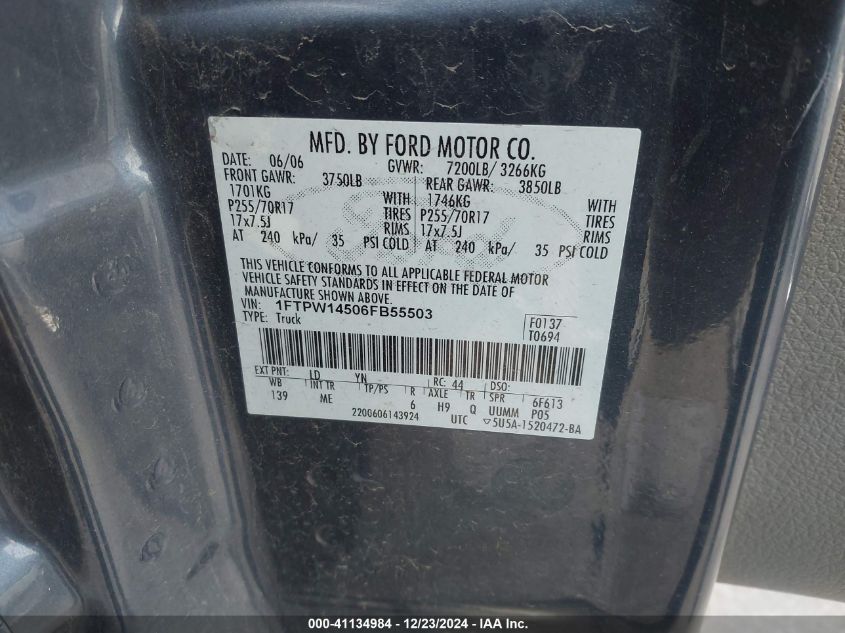 MFD. BY FORD MOTOR CO.
DATE: 06/06 GVWR: 7200LB/ 3266KG
FRONT GAWR: 3750LB REAR GAWR: 3850LB
1701KG WITH 1746KG WITH
P255/70R17 TIRES P255/70R17 TIRES
17x7.5J RIMS 17x7.5J RIMS
AT 240 kPa/ 35 PSI COLD AT 240 kPa/ 35 PSI COLD
Ford
THIS VEHICLE CONFORMS TO ALL APPLICABLE FEDERAL MOTOR
VEHICLE SAFETY STANDARDS IN EFFECT ON THE DATE OF
MANUFACTURE SHOWN ABOVE.
VIN: 1FTPW14506FB55503
TYPE: Truck
F0137
T0694
EXT PNT: LD YN RC: 44 DSO:
WB INT TR TP/PS R AXLE TR SPR 6F613
139 ME 6 H9 Q UUMM P05
2200606143924 UTC ▽5U5A-1520472-BA
000-41134984 - 12/23/2024 - IAA Inc.